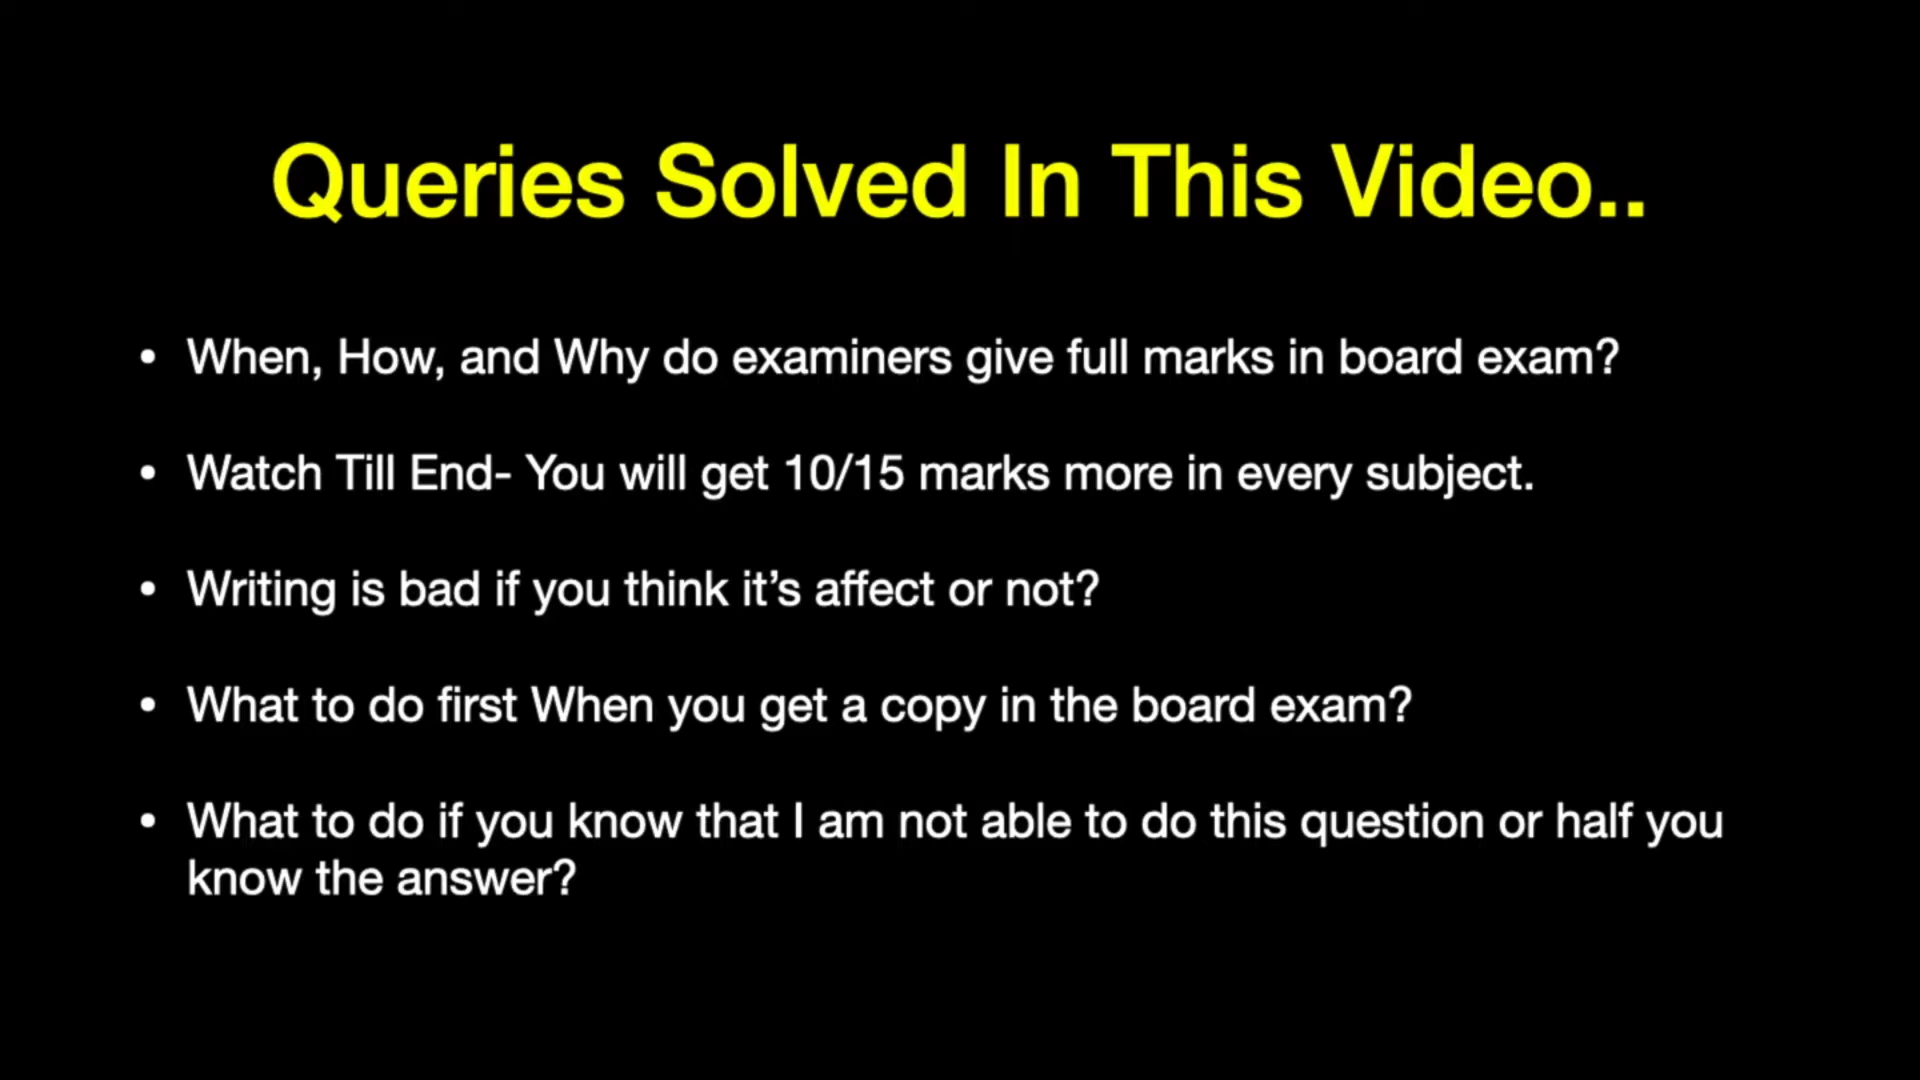 Queries Solved In This Video..
• When, How, and Why do examiners give full marks in board exam?
• Watch Till End- You will get 10/15 marks more in every subject.
• Writing is bad if you think it’s affect or not?
• What to do first When you get a copy in the board exam?
• What to do if you know that I am not able to do this question or half you
know the answer?